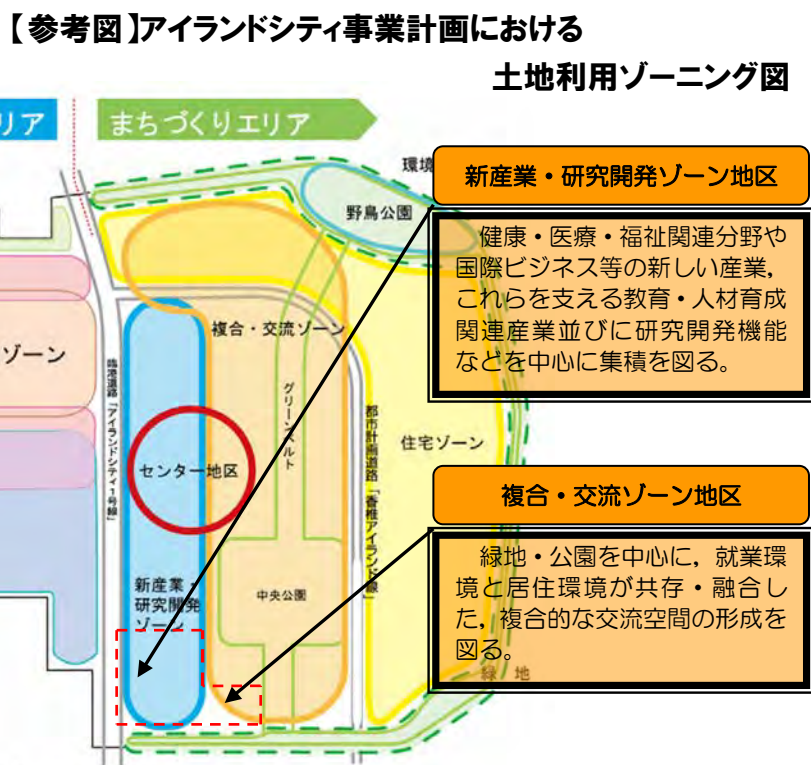 【参考図】アイランドシティ事業計画における
土地利用ゾーニング図
リア
まちづくりエリア
環境
野鳥公園
新産業・研究開発ゾーン地区
健康・医療・福祉関連分野や
国際ビジネス等の新しい産業，
これらを支える教育・人材育成
関連産業並びに研究開発機能
などを中心に集積を図る。
複合・交流ゾーン
ゾーン
臨港道路「アイランドシティ1号線」
グリーンベルト
都市計画道路「香椎アイランド線」
住宅ゾーン
センター地区
複合・交流ゾーン地区
緑地・公園を中心に，就業環
境と居住環境が共存・融合し
た，複合的な交流空間の形成を
図る。
新産業・
研究開発
ゾーン
中央公園
緑地